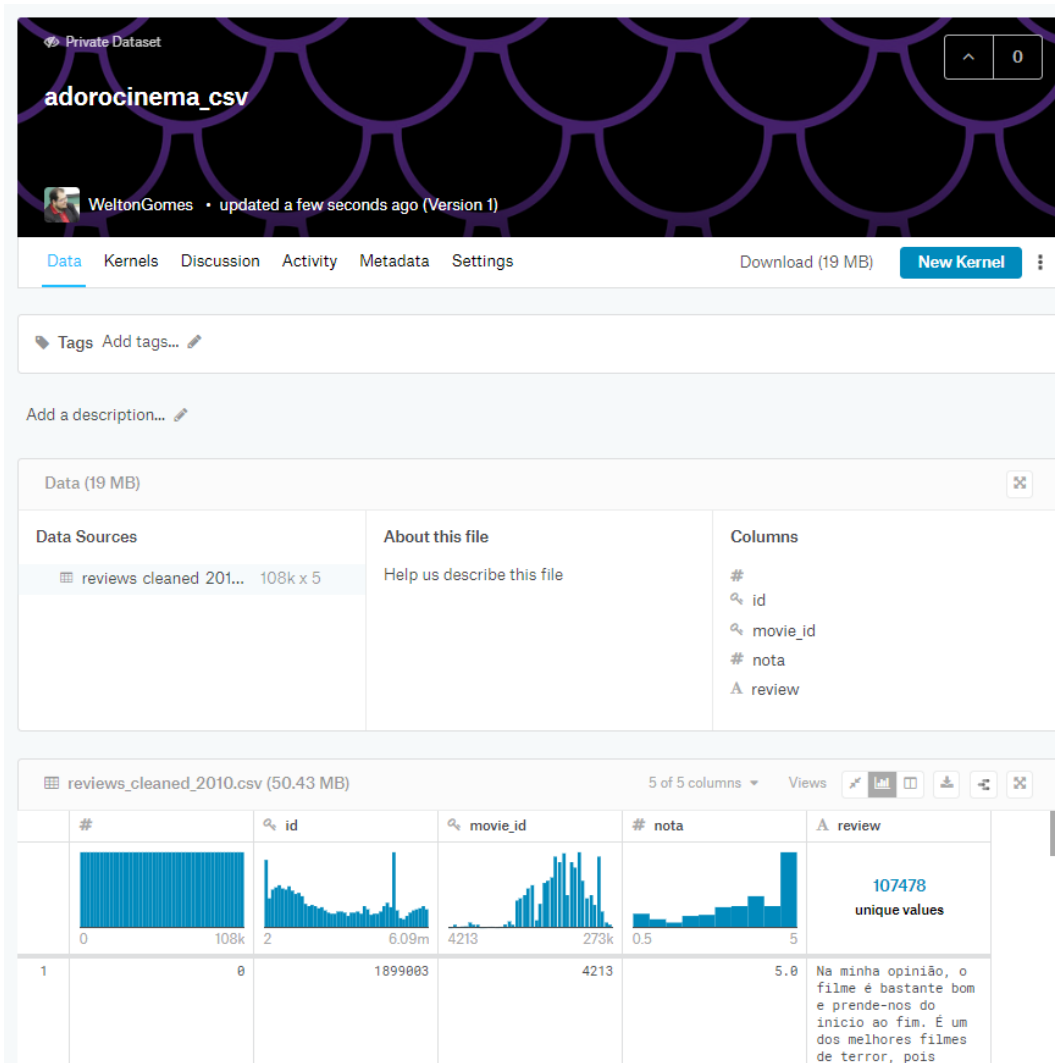 Private Dataset
0
adorocinema_csv
WeltonGomes • updated a few seconds ago (Version 1)
Data Kernels Discussion Activity Metadata Settings Download (19 MB) New Kernel
Tags Add tags...
Add a description...
Data (19 MB)
Data Sources
reviews cleaned 201... 108k x 5
About this file
Help us describe this file
Columns
#
id
movie_id
# nota
A review
reviews_cleaned_2010.csv (50.43 MB) 5 of 5 columns Views
# id movie_id # nota A review
107478
unique values
0 108k 2 6.09m 4213 273k 0.5 5
1 0 1899003 4213 5.0 Na minha opinião, o
filme é bastante bom
e prende-nos do
inicio ao fim. É um
dos melhores filmes
de terror, pois